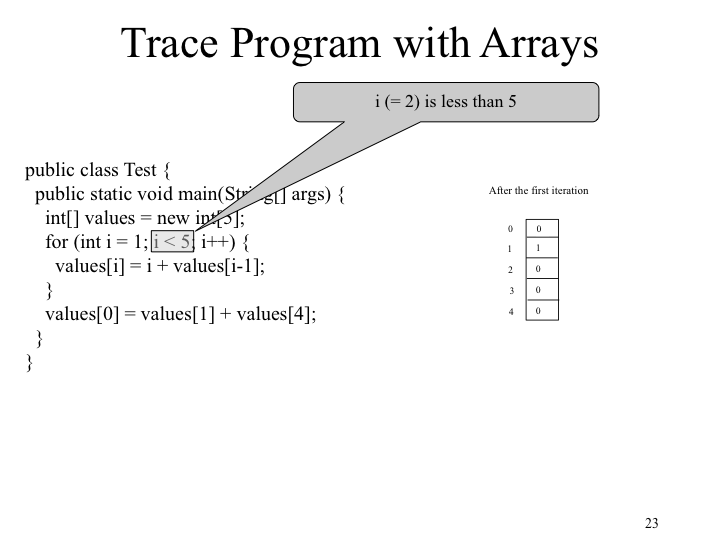 Trace Program with Arrays
i (= 2) is less than 5
public class Test {
public static void main(String[] args) {
int[] values = new int[5];
for (int i = 1; i < 5; i++) {
values[i] = i + values[i-1];
}
values[0] = values[1] + values[4];
}
}
After the first iteration
0 0
1 1
2 0
3 0
4 0
23